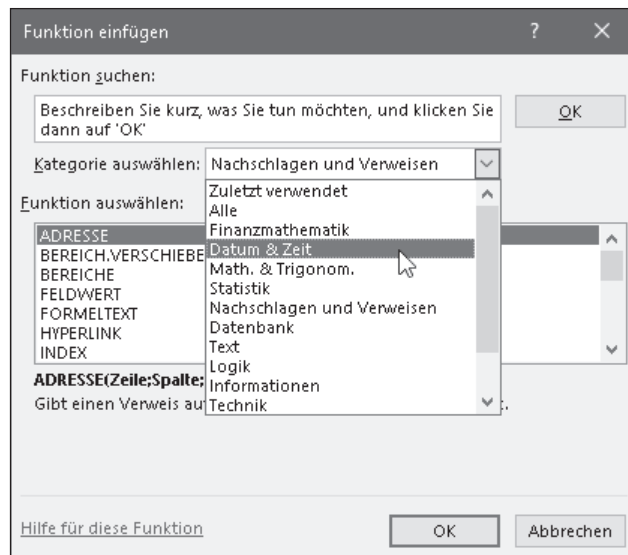 Funktion einfügen ?
Funktion suchen:
Beschreiben Sie kurz, was Sie tun möchten, und klicken Sie
dann auf 'OK'
OK
Kategorie auswählen: Nachschlagen und Verweisen
Zuletzt verwendet
Alle
Finanzmathematik
Datum & Zeit
Math. & Trigonom.
Statistik
Nachschlagen und Verweisen
Datenbank
Text
Logik
Informationen
Technik
Funktion auswählen:
ADRESSE
BEREICH.VERSCHIEBE
BEREICHE
FELDWERT
FORMELTEXT
HYPERLINK
INDEX
ADRESSE(Zeile;Spalte;
Gibt einen Verweis au
Hilfe für diese Funktion
OK
Abbrechen